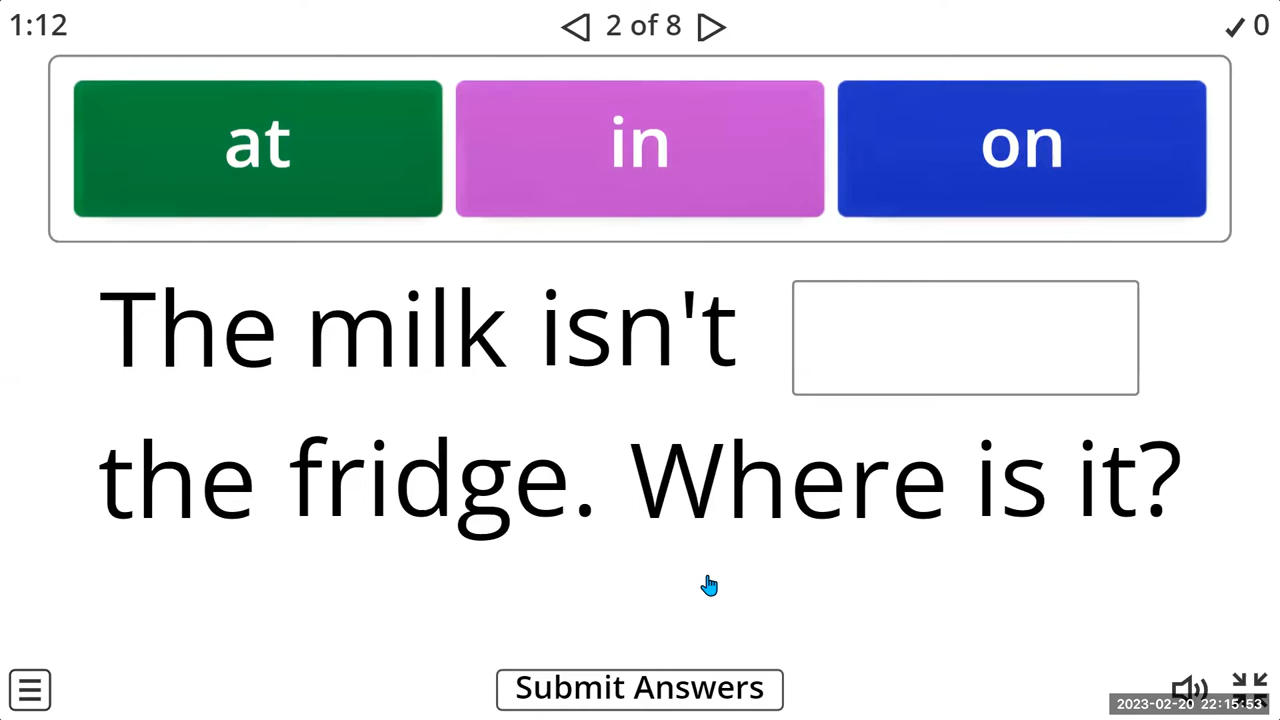 1:12
2 of 8
0
at
in
on
The milk isn't
the fridge. Where is it?
Submit Answers
2023-02-20 22:15:53